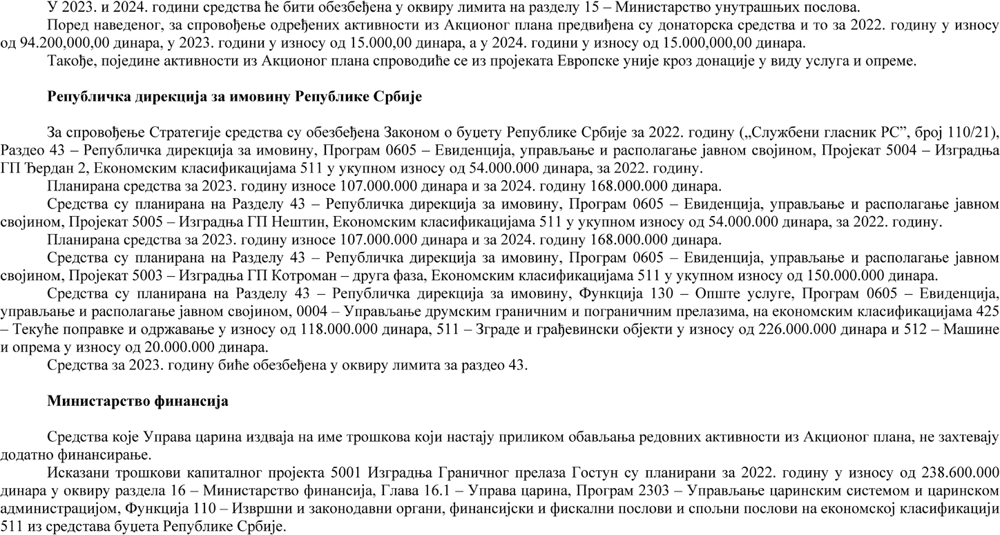 У 2023. и 2024. години средства ће бити обезбеђена у оквиру лимита на разделу 15 – Министарство унутрашњих послова.
Поред наведеног, за спровођење одређених активности из Акционог плана предвиђена су донаторска средства и то за 2022. годину у износу
од 94.200,000,00 динара, у 2023. години у износу од 15.000,00 динара, а у 2024. години у износу од 15.000,000,00 динара.
Такође, поједине активности из Акционог плана спроводиће се из пројеката Европске уније кроз донације у виду услуга и опреме.
Републичка дирекција за имовину Републике Србије
За спровођење Стратегије средства су обезбеђена Законом о буџету Републике Србије за 2022. годину („Службени гласник РС”, број 110/21),
Раздео 43 – Републичка дирекција за имовину, Програм 0605 – Евиденција, управљање и располагање јавном својином, Пројекат 5004 – Изградња
ГП Ђердан 2, Економским класификацијама 511 у укупном износу од 54.000.000 динара, за 2022. годину.
Планирана средства за 2023. годину износе 107.000.000 динара и за 2024. годину 168.000.000 динара.
Средства су планирана на Разделу 43 – Републичка дирекција за имовину, Програм 0605 – Евиденција, управљање и располагање јавном
својином, Пројекат 5005 – Изградња ГП Нештин, Економским класификацијама 511 у укупном износу од 54.000.000 динара, за 2022. годину.
Планирана средства за 2023. годину износе 107.000.000 динара и за 2024. годину 168.000.000 динара.
Средства су планирана на Разделу 43 – Републичка дирекција за имовину, Програм 0605 – Евиденција, управљање и располагање јавном
својином, Пројекат 5003 – Изградња ГП Котроман – друга фаза, Економским класификацијама 511 у укупном износу од 150.000.000 динара.
Средства су планирана на Разделу 43 – Републичка дирекција за имовину, Функција 130 – Опште услуге, Програм 0605 – Евиденција,
управљање и располагање јавном својином, 0004 – Управљање друмским граничним и пограничним прелазима, на економским класификацијама 425
– Текуће поправке и одржавање у износу од 118.000.000 динара, 511 – Зграде и грађевински објекти у износу од 226.000.000 динара и 512 – Машине
и опрема у износу од 20.000.000 динара.
Средства за 2023. годину биће обезбеђена у оквиру лимита за раздео 43.
Министарство финансија
Средства које Управа царина издваја на име трошкова који настају приликом обављања редовних активности из Акционог плана, не захтевају
додатно финансирање.
Исказани трошкови капиталног пројекта 5001 Изградња Граничног прелаза Гостун су планирани за 2022. годину у износу од 238.600.000
динара у оквиру раздела 16 – Министарство финансија, Глава 16.1 – Управа царина, Програм 2303 – Управљање царинским системом и царинском
администрацијом, Функција 110 – Извршни и законодавни органи, финансијски и фискални послови и спољни послови на економској класификацији
511 из средстава буџета Републике Србије.